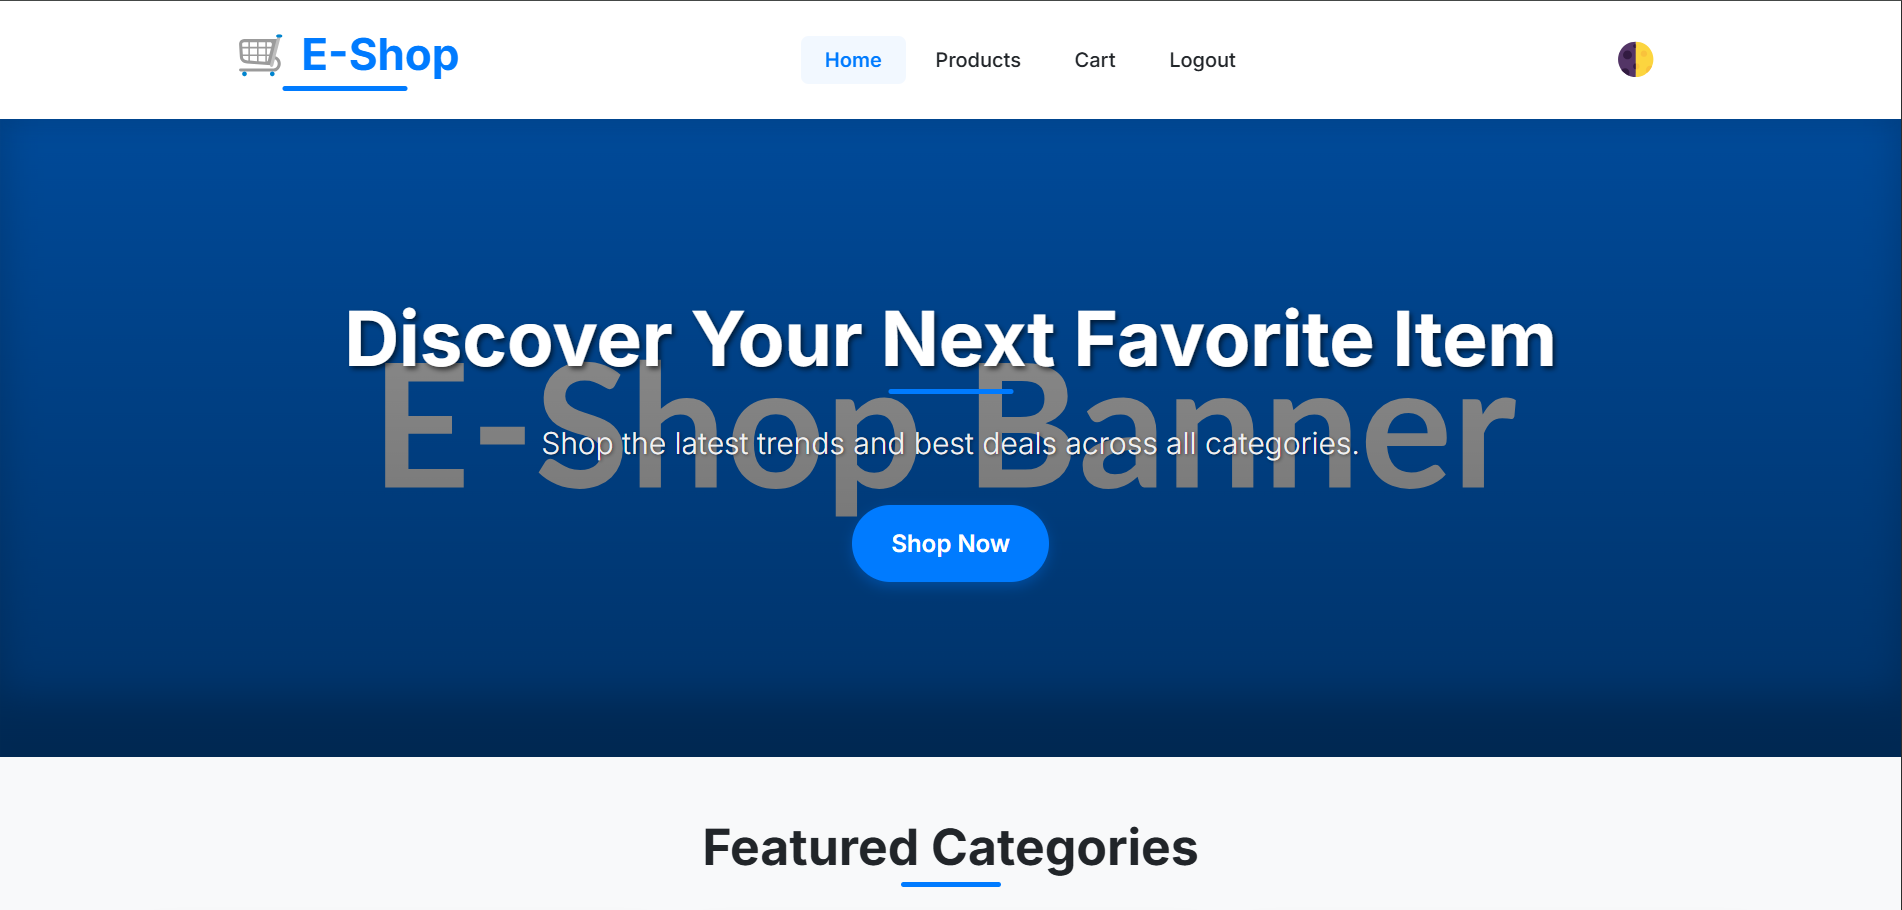 E-Shop
Home
Products
Cart
Logout
Discover Your Next Favorite Item
E-Shop Banner
Shop the latest trends and best deals across all categories.
Shop Now
Featured Categories